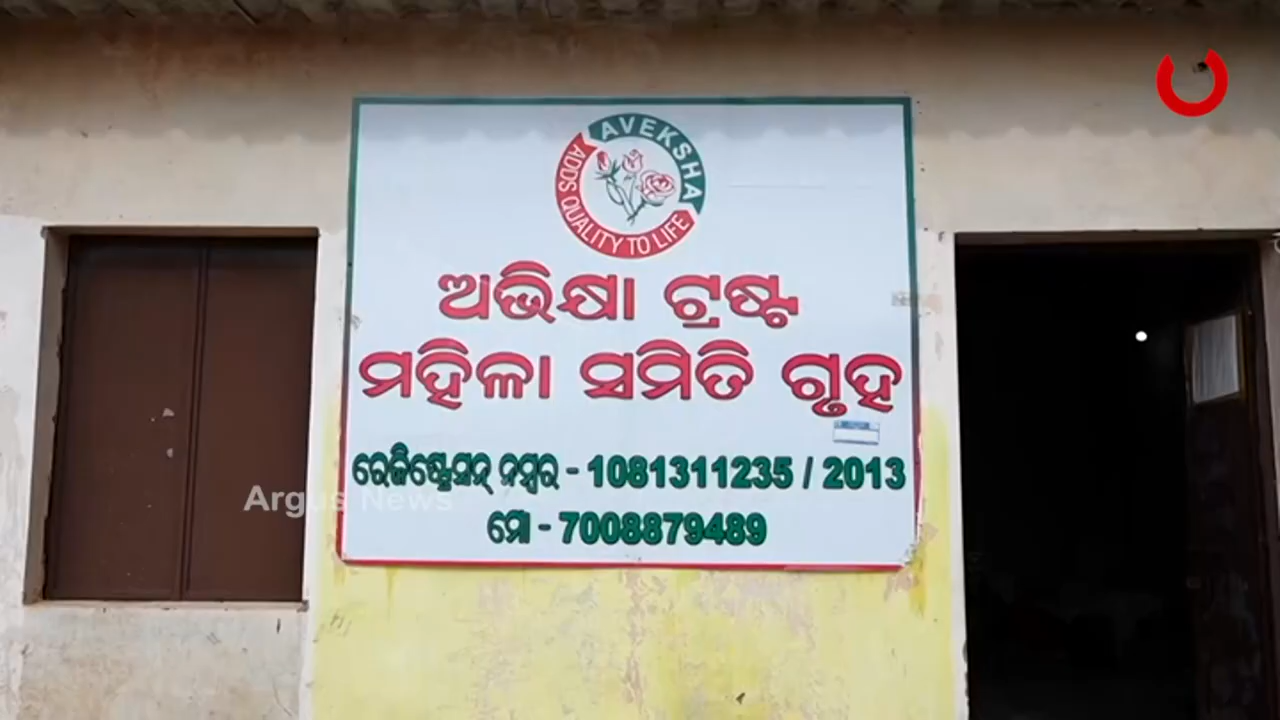 AVEKSHA
ADDS QUALITY TO LIFE
ଅଭିକ୍ଷା ଟ୍ରଷ୍ଟ
ମହିଳା ସମିତି ଗୃହ
ରେଜିଷ୍ଟ୍ରେସନ୍ ନମ୍ବର - 1081311235 / 2013
Argus News
ମୋ - 7008879489